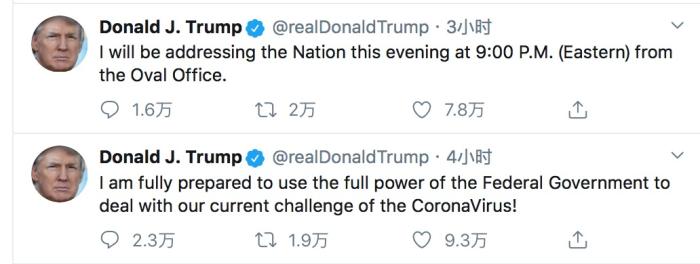 Donald J. Trump @realDonaldTrump · 3小时
I will be addressing the Nation this evening at 9:00 P.M. (Eastern) from
the Oval Office.
1.6万 2万 7.8万
Donald J. Trump @realDonaldTrump · 4小时
I am fully prepared to use the full power of the Federal Government to
deal with our current challenge of the CoronaVirus!
2.3万 1.9万 9.3万